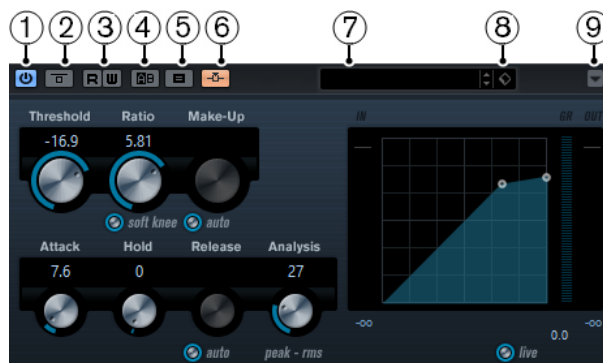 1 2 3 4 5 6 7 8 9
R W A B
Threshold Ratio Make-Up IN GR OUT
-16.9 5.81
soft knee auto
Attack Hold Release Analysis
7.6 0 27
-∞ -∞
0.0
auto peak - rms live